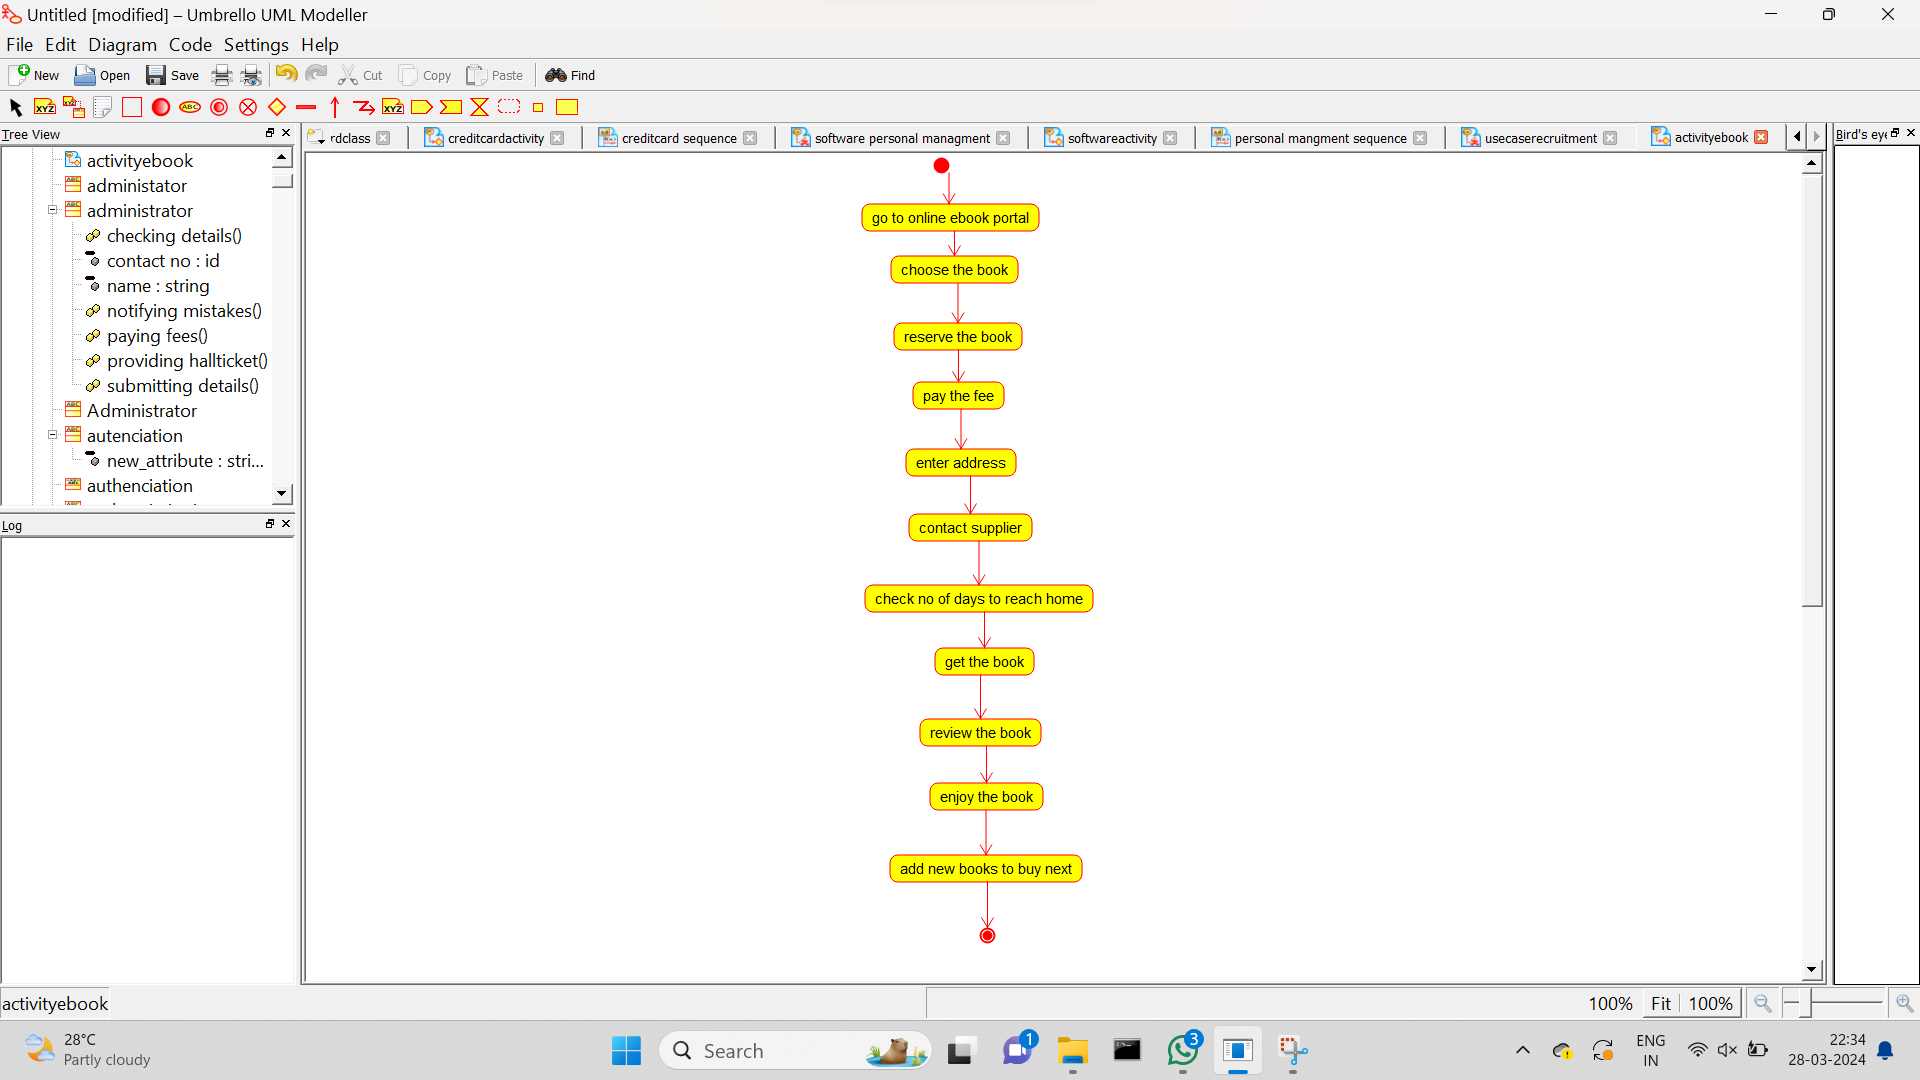 Untitled [modified] – Umbrello UML Modeller
File Edit Diagram Code Settings Help
New Open Save Cut Copy Paste Find
Tree View
rdclass creditcardactivity creditcard sequence software personal managment softwareactivity personal mangment sequence usecaserecruitment activityebook
Bird's eye
activityebook
administator
administrator
checking details()
contact no : id
name : string
notifying mistakes()
paying fees()
providing hallticket()
submitting details()
Administrator
autenciation
new_attribute : stri...
authenciation
Log
go to online ebook portal
choose the book
reserve the book
pay the fee
enter address
contact supplier
check no of days to reach home
get the book
review the book
enjoy the book
add new books to buy next
activityebook
100% Fit 100%
28°C
Partly cloudy
Search
1
3
ENG
IN
22:34
28-03-2024